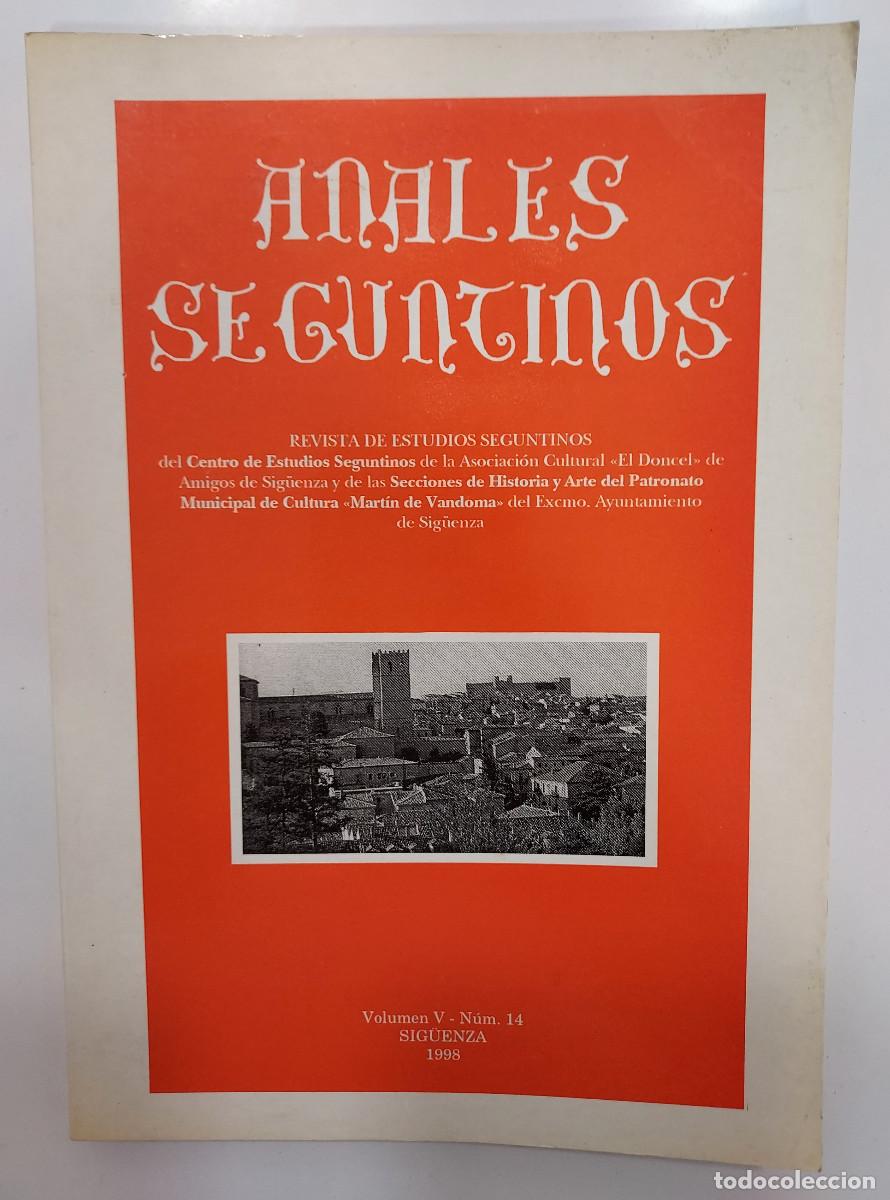 ANALES
SEGUNTINOS
REVISTA DE ESTUDIOS SEGUNTINOS
del Centro de Estudios Seguntinos de la Asociación Cultural «El Doncel» de
Amigos de Sigüenza y de las Secciones de Historia y Arte del Patronato
Municipal de Cultura «Martín de Vandoma» del Excmo. Ayuntamiento
de Sigüenza
Volumen V - Núm. 14
SIGÜENZA
1998
todocoleccion